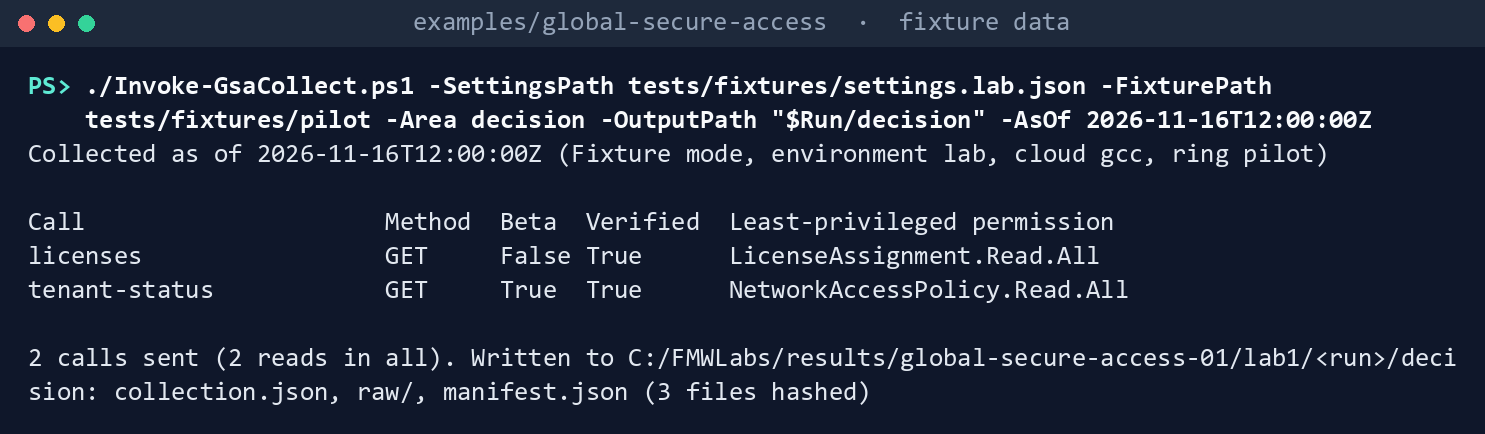 examples/global-secure-access · fixture data
PS> ./Invoke-GsaCollect.ps1 -SettingsPath tests/fixtures/settings.lab.json -FixturePath
tests/fixtures/pilot -Area decision -OutputPath "$Run/decision" -AsOf 2026-11-16T12:00:00Z
Collected as of 2026-11-16T12:00:00Z (Fixture mode, environment lab, cloud gcc, ring pilot)
Call Method Beta Verified Least-privileged permission
licenses GET False True LicenseAssignment.Read.All
tenant-status GET True True NetworkAccessPolicy.Read.All
2 calls sent (2 reads in all). Written to C:/FMWLabs/results/global-secure-access-01/lab1/<run>/deci
sion: collection.json, raw/, manifest.json (3 files hashed)